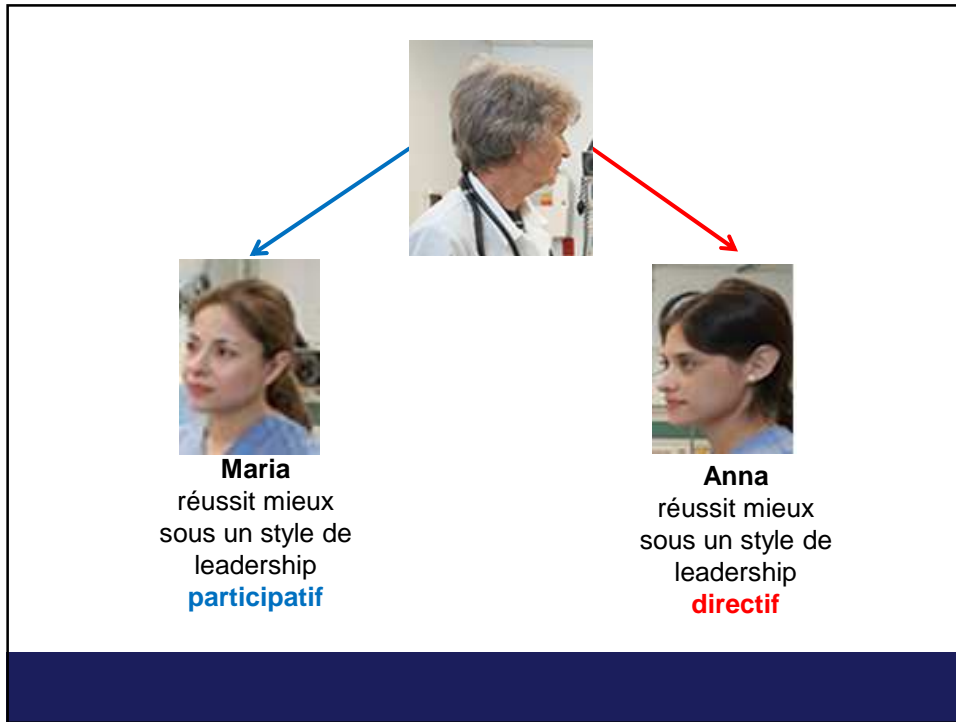 Maria
réussit mieux
sous un style de
leadership
participatif
Anna
réussit mieux
sous un style de
leadership
directif